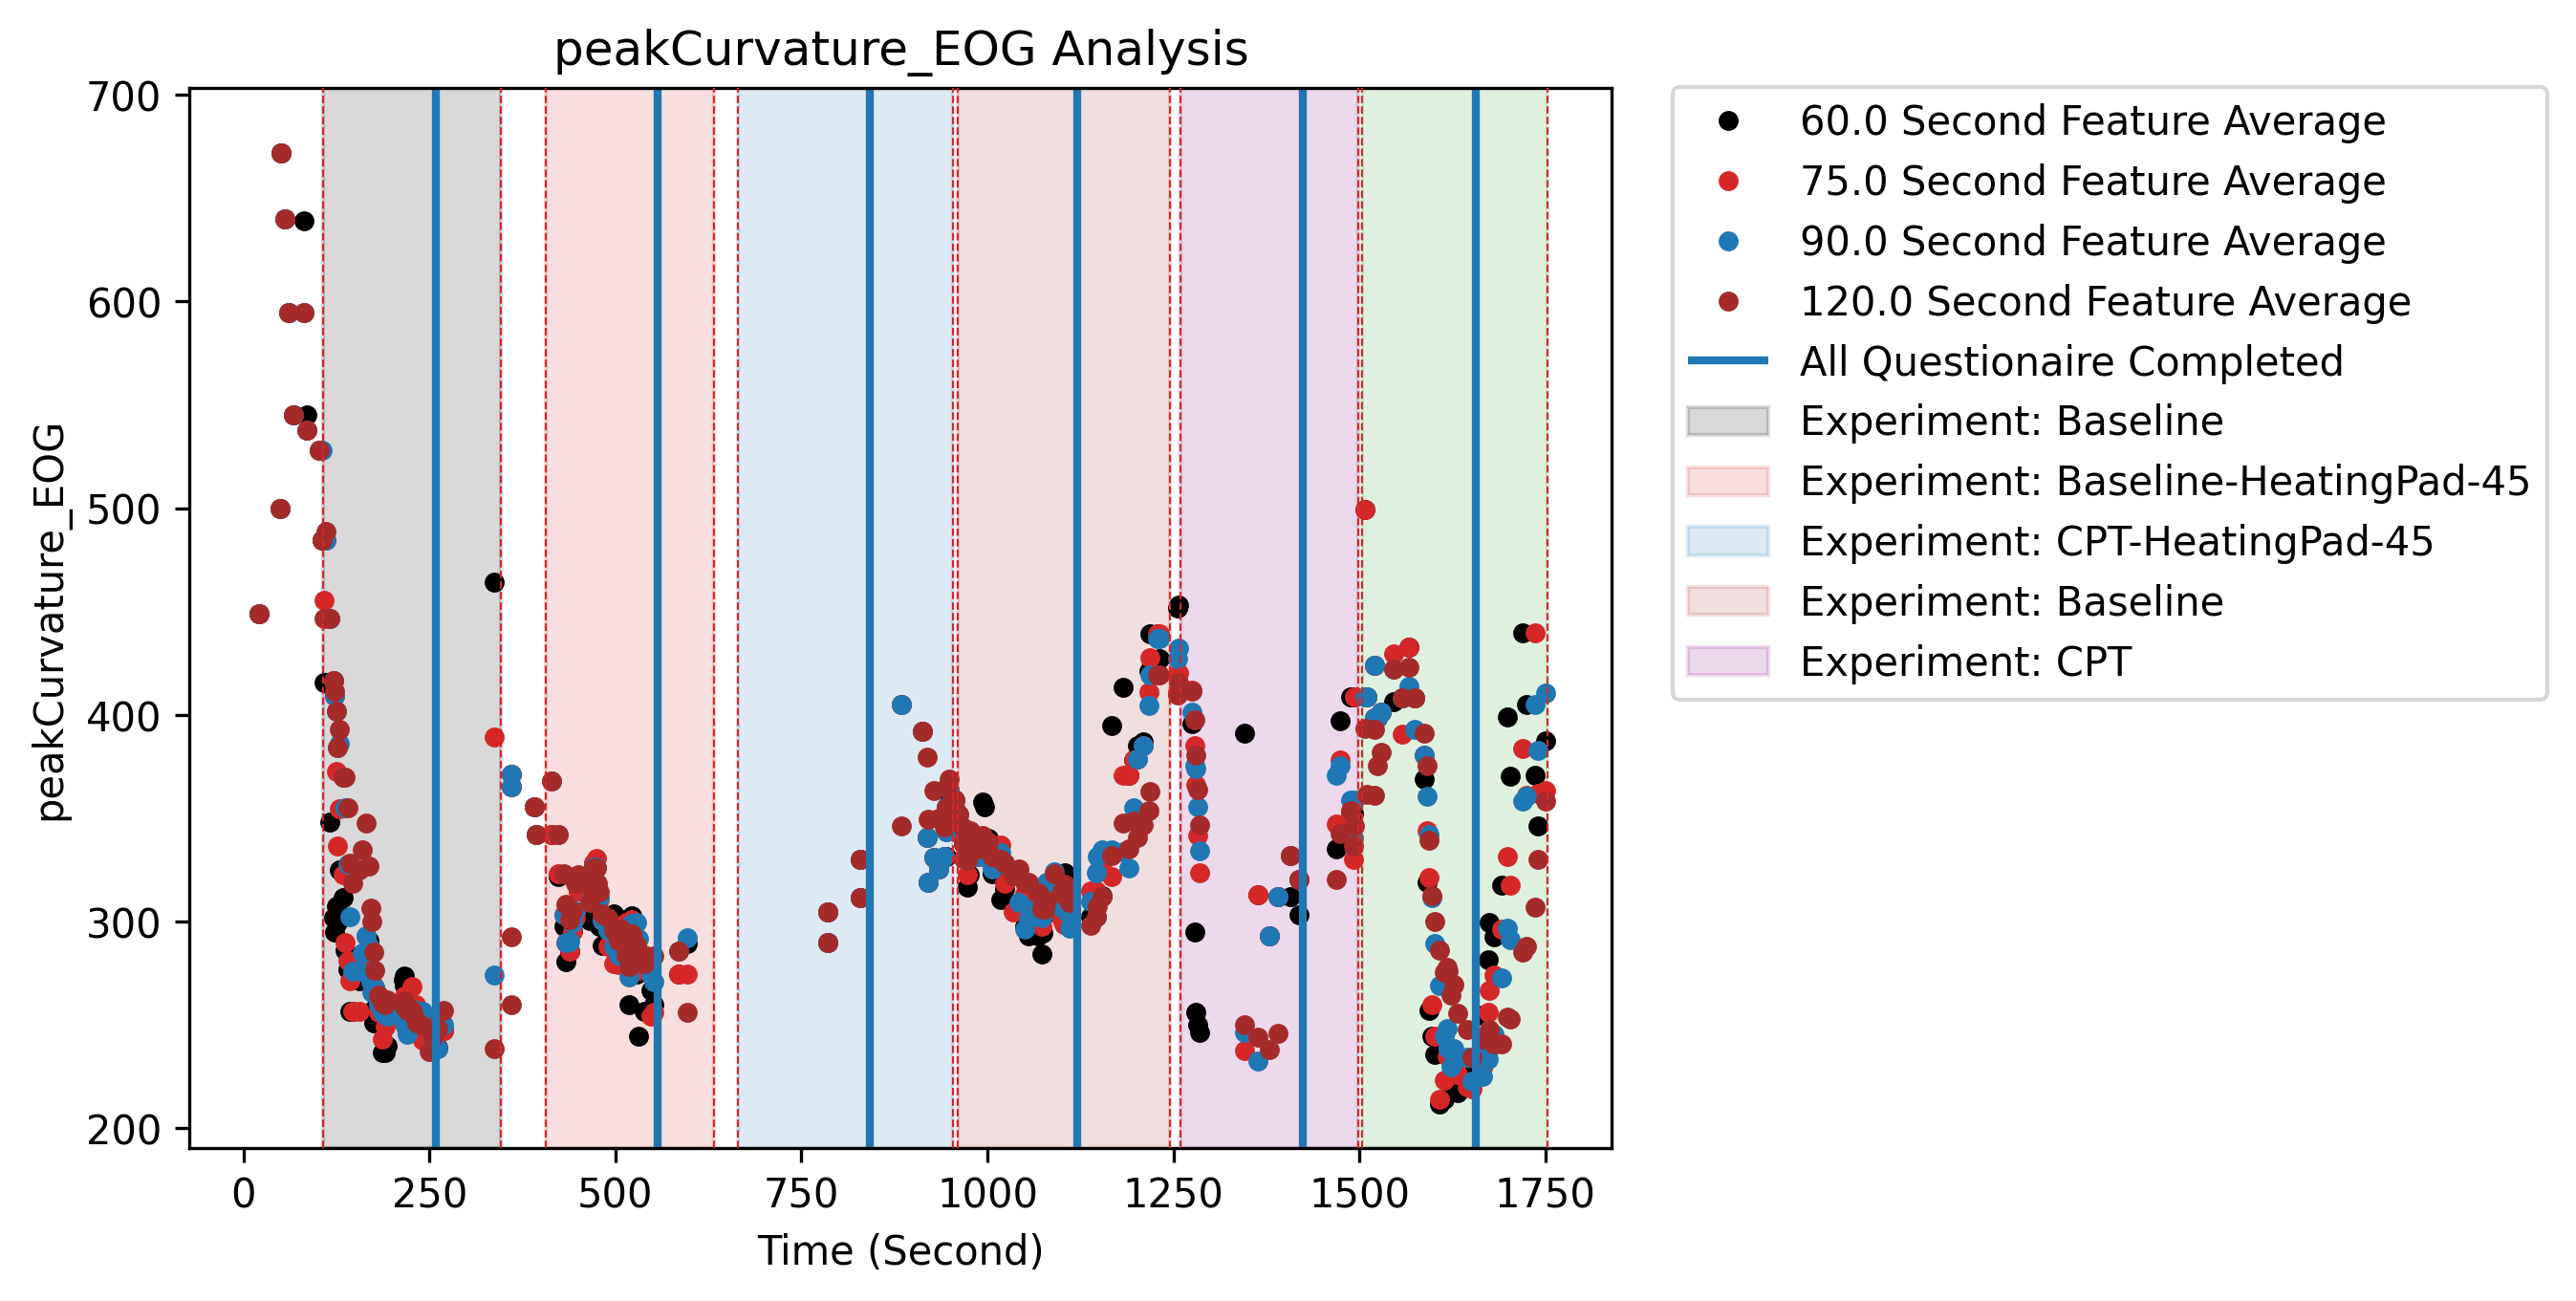 peakCurvature_EOG Analysis
700
600
500
400
300
200
peakCurvature_EOG
0
250
500
750
1000
1250
1500
1750
Time (Second)
60.0 Second Feature Average
75.0 Second Feature Average
90.0 Second Feature Average
120.0 Second Feature Average
All Questionaire Completed
Experiment: Baseline
Experiment: Baseline-HeatingPad-45
Experiment: CPT-HeatingPad-45
Experiment: Baseline
Experiment: CPT